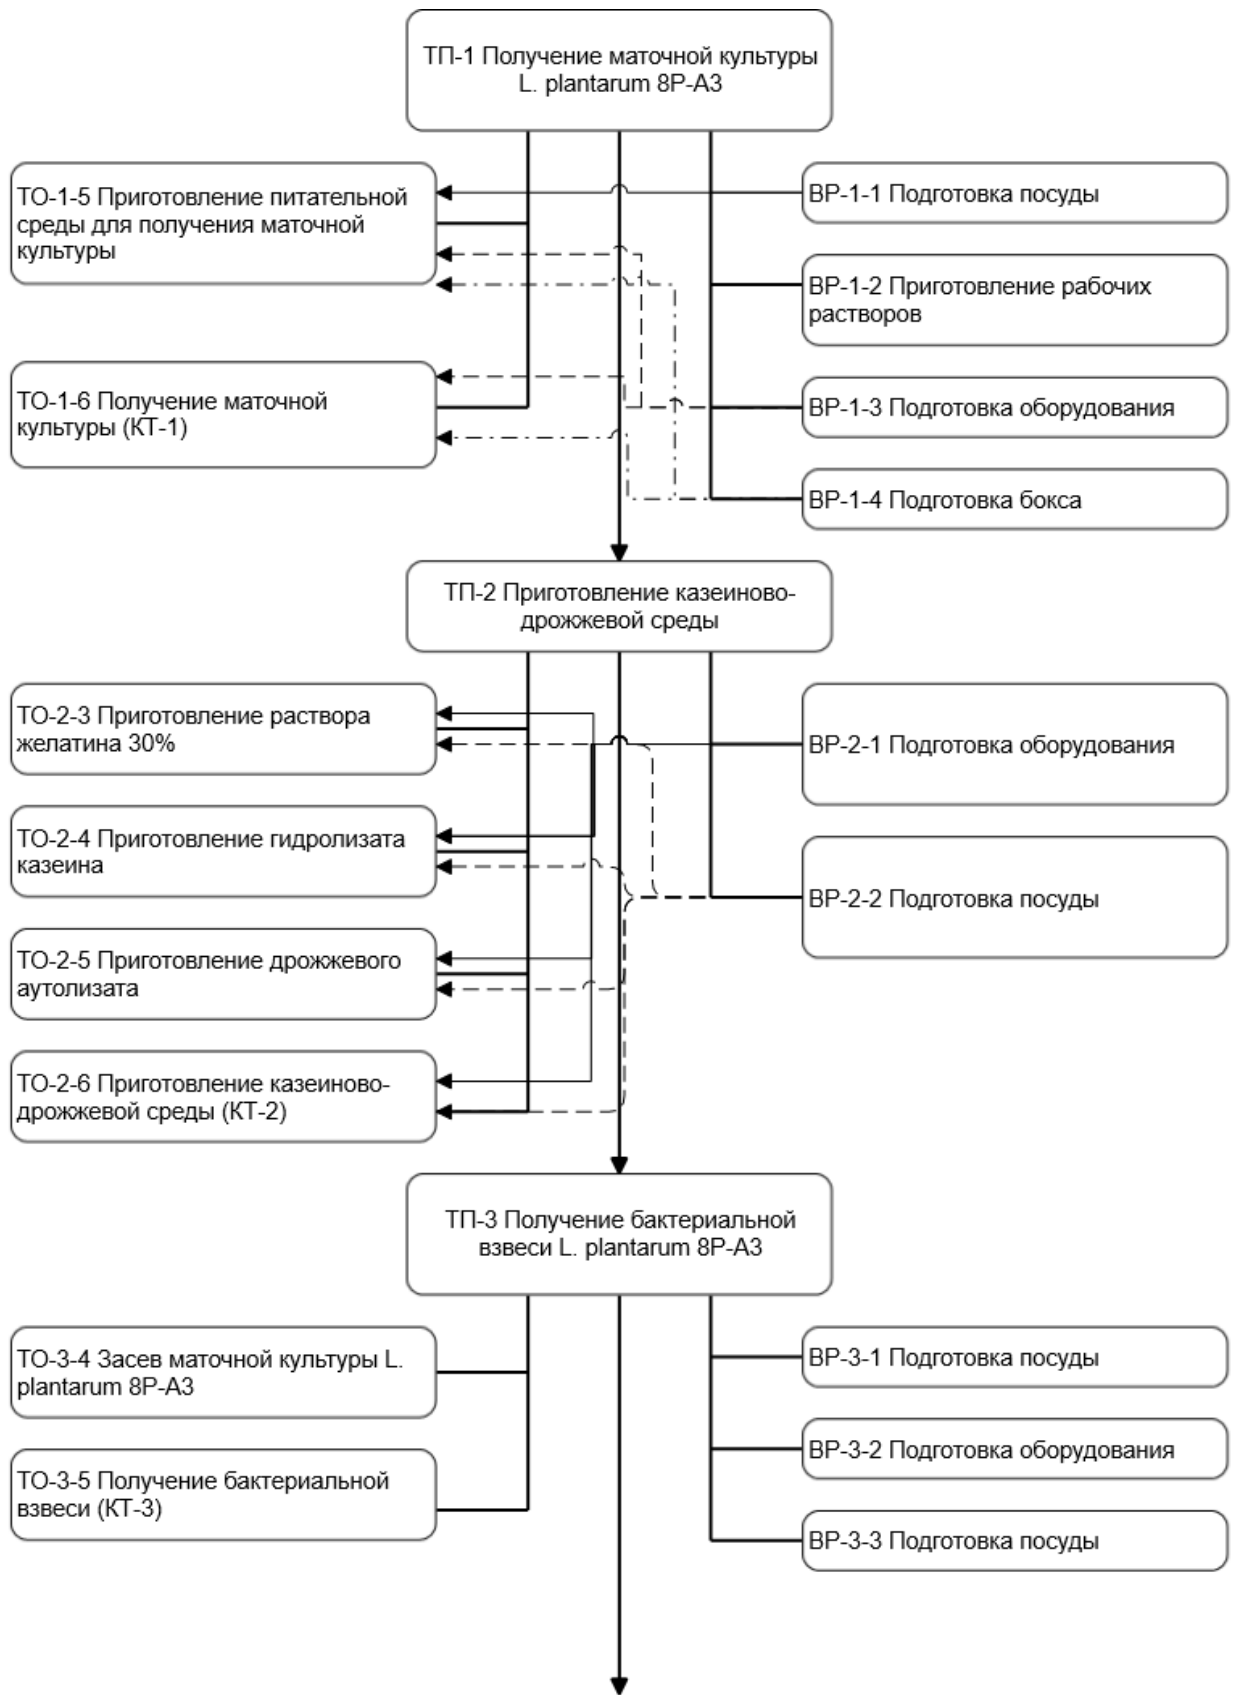 ТП-1 Получение маточной культуры
L. plantarum 8P-A3
ТО-1-5 Приготовление питательной
среды для получения маточной
культуры
ВР-1-1 Подготовка посуды
ВР-1-2 Приготовление рабочих
растворов
ТО-1-6 Получение маточной
культуры (КТ-1)
ВР-1-3 Подготовка оборудования
ВР-1-4 Подготовка бокса
ТП-2 Приготовление казеиново-
дрожжевой среды
ТО-2-3 Приготовление раствора
желатина 30%
ВР-2-1 Подготовка оборудования
ТО-2-4 Приготовление гидролизата
казеина
ВР-2-2 Подготовка посуды
ТО-2-5 Приготовление дрожжевого
аутолизата
ТО-2-6 Приготовление казеиново-
дрожжевой среды (КТ-2)
ТП-3 Получение бактериальной
взвеси L. plantarum 8P-A3
ТО-3-4 Засев маточной культуры L.
plantarum 8P-A3
ВР-3-1 Подготовка посуды
ВР-3-2 Подготовка оборудования
ТО-3-5 Получение бактериальной
взвеси (КТ-3)
ВР-3-3 Подготовка посуды